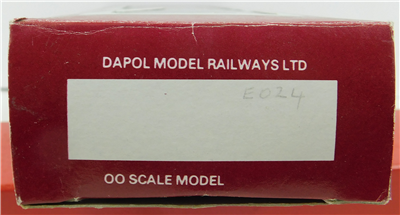 DAPOL MODEL RAILWAYS LTD
E024
OO SCALE MODEL